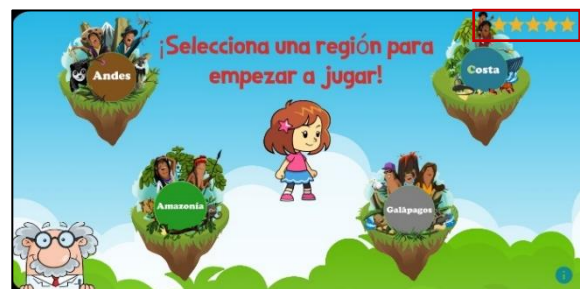 ¡Selecciona una región para
empezar a jugar!
Andes
Costa
Amazonía
Galápagos
i